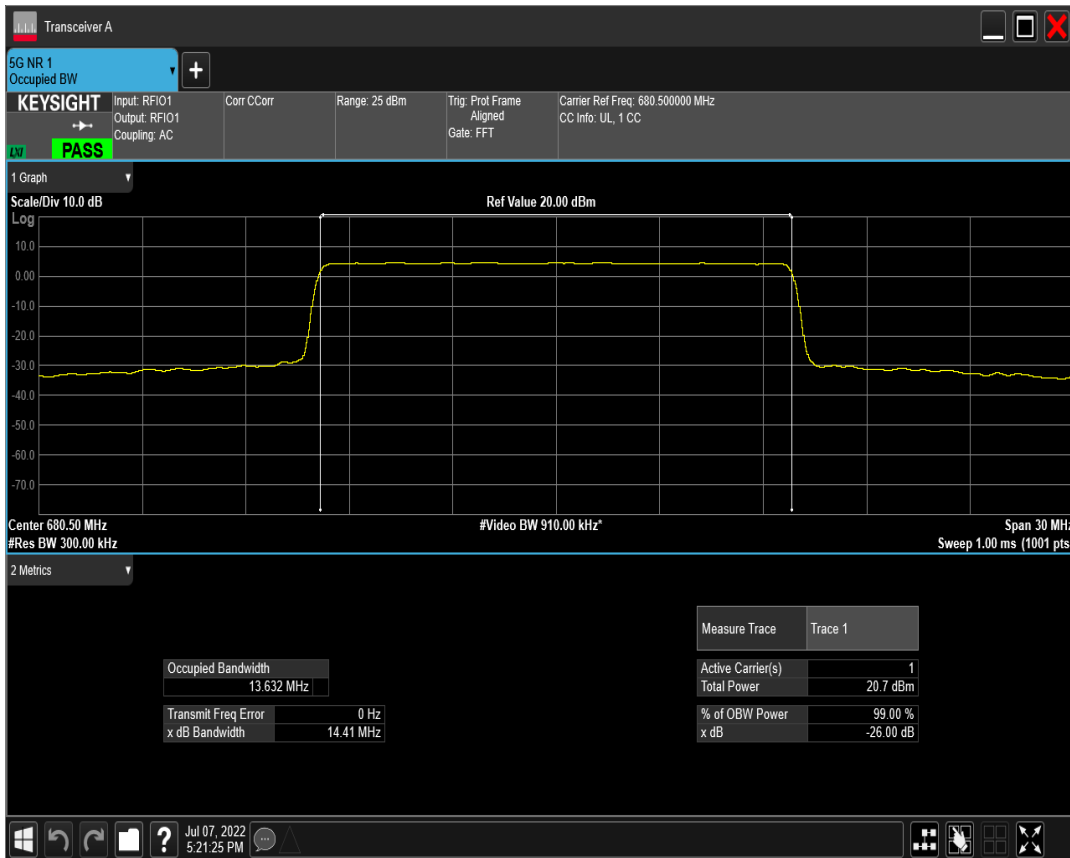 Transceiver A
5G NR 1
Occupied BW
+
KEYSIGHT
LXI
PASS
Input: RFIO1
Output: RFIO1
Coupling: AC
Corr CCorr
Range: 25 dBm
Trig: Prot Frame
Aligned
Gate: FFT
Carrier Ref Freq: 680.500000 MHz
CC Info: UL, 1 CC
1 Graph
Scale/Div 10.0 dB
Ref Value 20.00 dBm
Log
10.0
0.00
-10.0
-20.0
-30.0
-40.0
-50.0
-60.0
-70.0
Center 680.50 MHz
#Video BW 910.00 kHz*
Span 30 MHz
#Res BW 300.00 kHz
Sweep 1.00 ms (1001 pts
2 Metrics
Measure Trace Trace 1
Occupied Bandwidth
13.632 MHz
Active Carrier(s) 1
Total Power 20.7 dBm
Transmit Freq Error 0 Hz
x dB Bandwidth 14.41 MHz
% of OBW Power 99.00 %
x dB -26.00 dB
?
Jul 07, 2022
5:21:25 PM